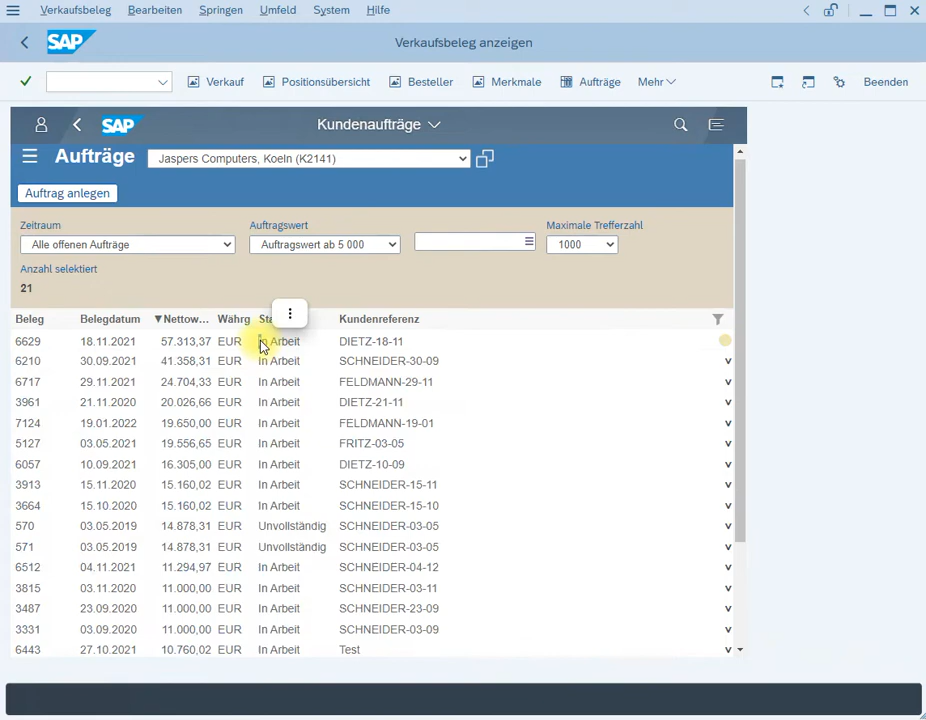 Verkaufsbeleg Bearbeiten Springen Umfeld System Hilfe
SAP Verkaufsbeleg anzeigen
Verkauf Positionsübersicht Besteller Merkmale Aufträge Mehr Beenden
SAP Kundenaufträge
Aufträge Jaspers Computers, Koeln (K2141)
Auftrag anlegen
Zeitraum Auftragswert Maximale Trefferzahl
Alle offenen Aufträge Auftragswert ab 5 000 1000
Anzahl selektiert
21
Beleg Belegdatum Nettow... Währg Sta Kundenreferenz
6629 18.11.2021 57.313,37 EUR In Arbeit DIETZ-18-11
6210 30.09.2021 41.358,31 EUR In Arbeit SCHNEIDER-30-09
6717 29.11.2021 24.704,33 EUR In Arbeit FELDMANN-29-11
3961 21.11.2020 20.026,66 EUR In Arbeit DIETZ-21-11
7124 19.01.2022 19.650,00 EUR In Arbeit FELDMANN-19-01
5127 03.05.2021 19.556,65 EUR In Arbeit FRITZ-03-05
6057 10.09.2021 16.305,00 EUR In Arbeit DIETZ-10-09
3913 15.11.2020 15.160,02 EUR In Arbeit SCHNEIDER-15-11
3664 15.10.2020 15.160,02 EUR In Arbeit SCHNEIDER-15-10
570 03.05.2019 14.878,31 EUR Unvollständig SCHNEIDER-03-05
571 03.05.2019 14.878,31 EUR Unvollständig SCHNEIDER-03-05
6512 04.11.2021 11.294,97 EUR In Arbeit SCHNEIDER-04-12
3815 03.11.2020 11.000,00 EUR In Arbeit SCHNEIDER-03-11
3487 23.09.2020 11.000,00 EUR In Arbeit SCHNEIDER-23-09
3331 03.09.2020 11.000,00 EUR In Arbeit SCHNEIDER-03-09
6443 27.10.2021 10.760,02 EUR In Arbeit Test